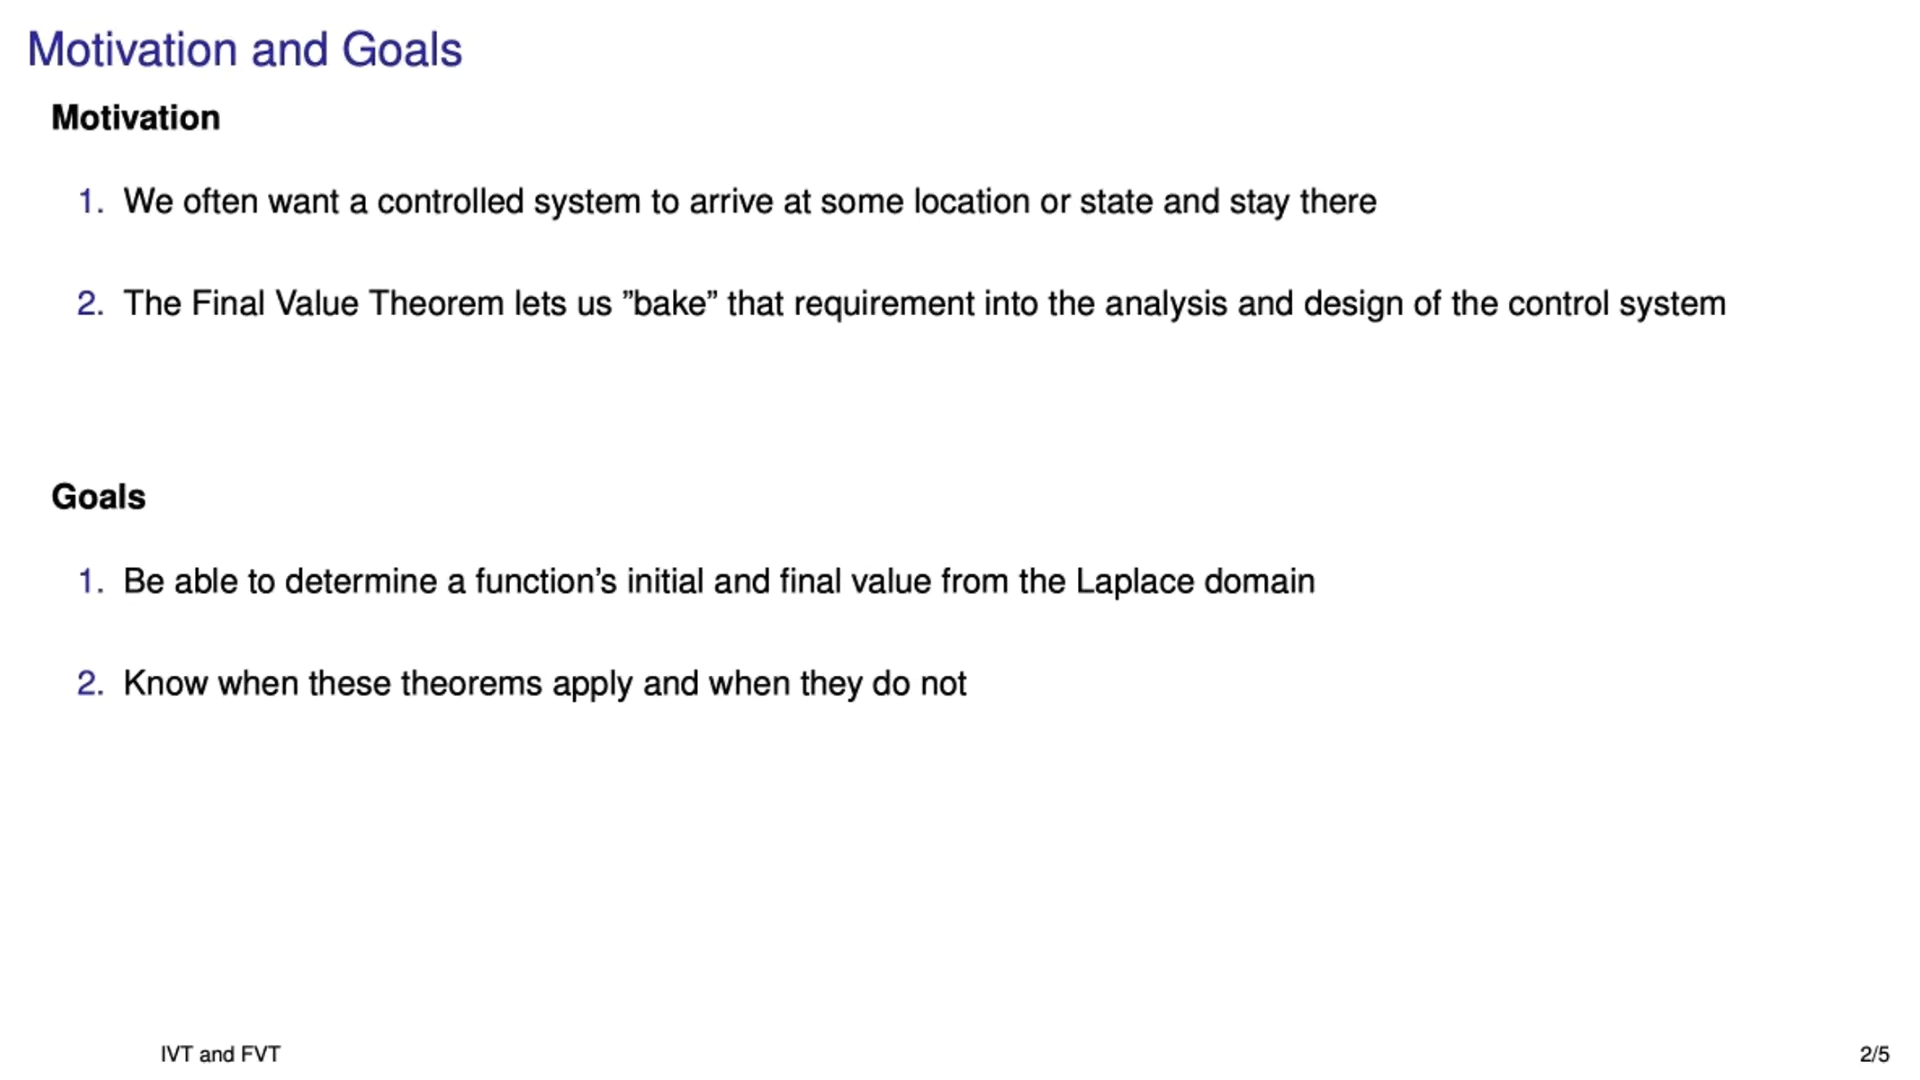 Motivation and Goals
Motivation
1. We often want a controlled system to arrive at some location or state and stay there
2. The Final Value Theorem lets us ”bake” that requirement into the analysis and design of the control system
Goals
1. Be able to determine a function’s initial and final value from the Laplace domain
2. Know when these theorems apply and when they do not
IVT and FVT
2/5